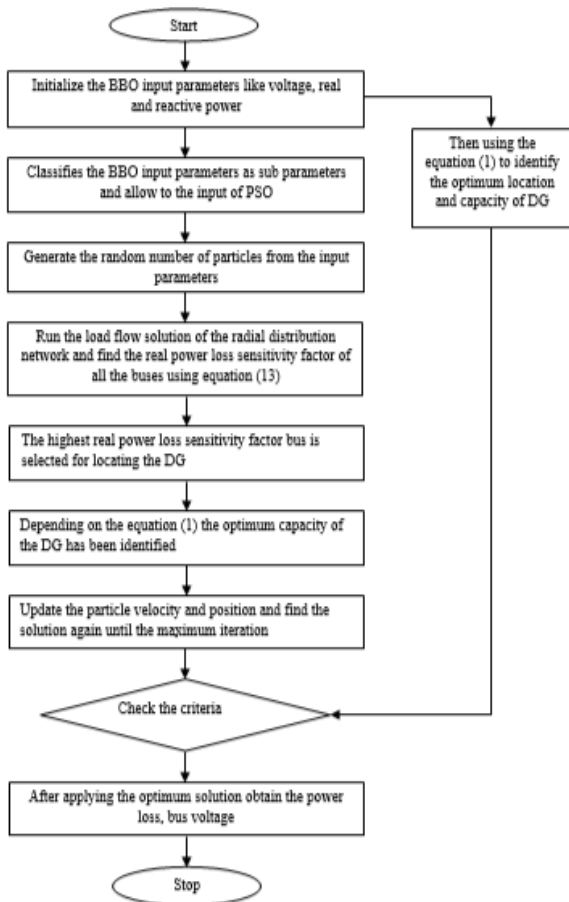 Start
Initialize the BBO input parameters like voltage, real
and reactive power
Then using the
equation (1) to identify
the optimum location
and capacity of DG
Classifies the BBO input parameters as sub parameters
and allow to the input of PSO
Generate the random number of particles from the input
parameters
Run the load flow solution of the radial distribution
network and find the real power loss sensitivity factor of
all the buses using equation (13)
The highest real power loss sensitivity factor bus is
selected for locating the DG
Depending on the equation (1) the optimum capacity of
the DG has been identified
Update the particle velocity and position and find the
solution again until the maximum iteration
Check the criteria
After applying the optimum solution obtain the power
loss, bus voltage
Stop